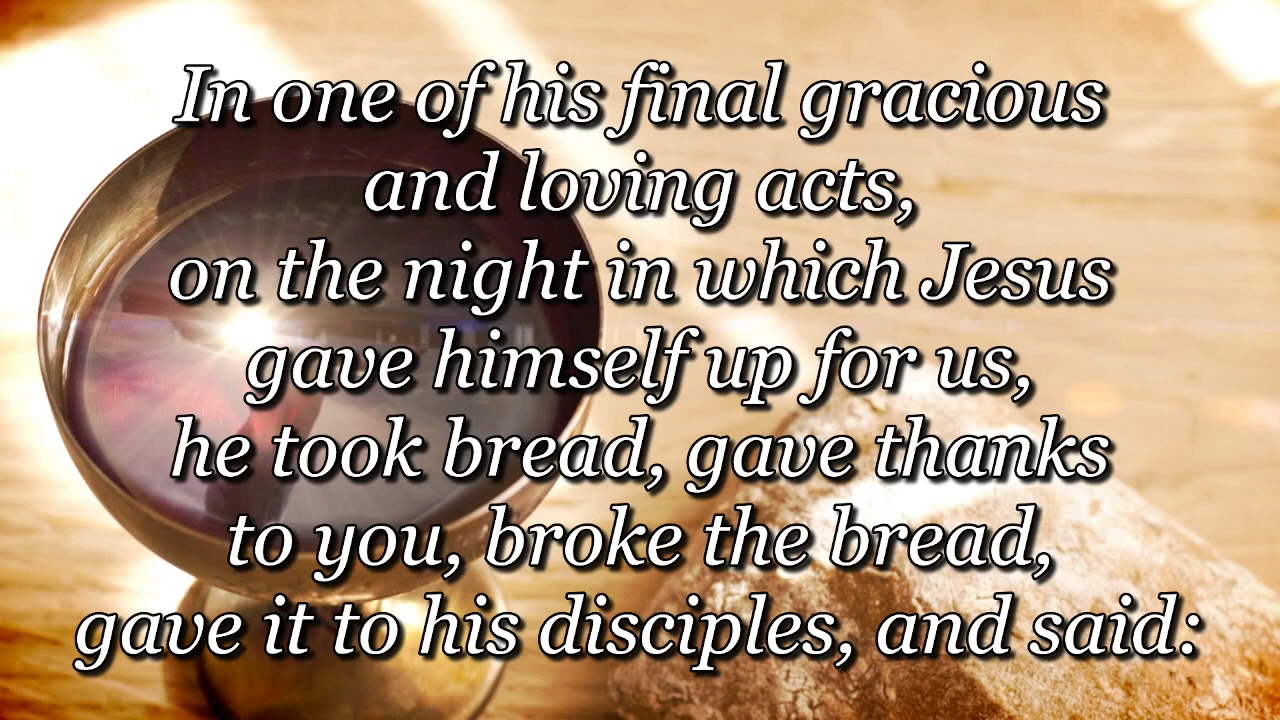 In one of his final gracious
and loving acts,
on the night in which Jesus
gave himself up for us,
he took bread, gave thanks
to you, broke the bread,
gave it to his disciples, and said: